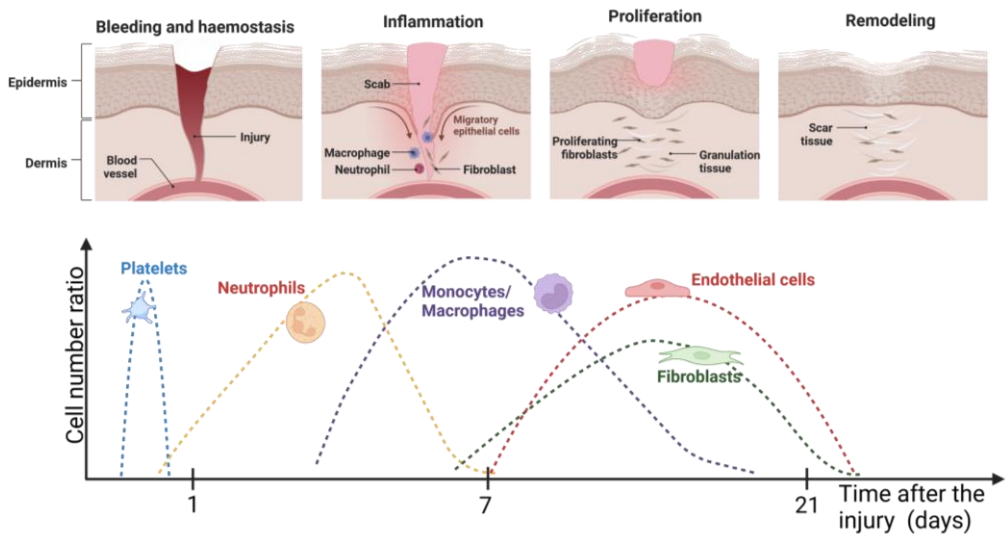 Bleeding and haemostasis
Inflammation
Proliferation
Remodeling
Epidermis
Dermis
Injury
Blood
vessel
Scab
Migratory
epithelial cells
Macrophage
Neutrophil
Fibroblast
Proliferating
fibroblasts
Granulation
tissue
Scar
tissue
Cell number ratio
Platelets
Neutrophils
Monocytes/
Macrophages
Endothelial cells
Fibroblasts
1
7
21
Time after the
injury (days)